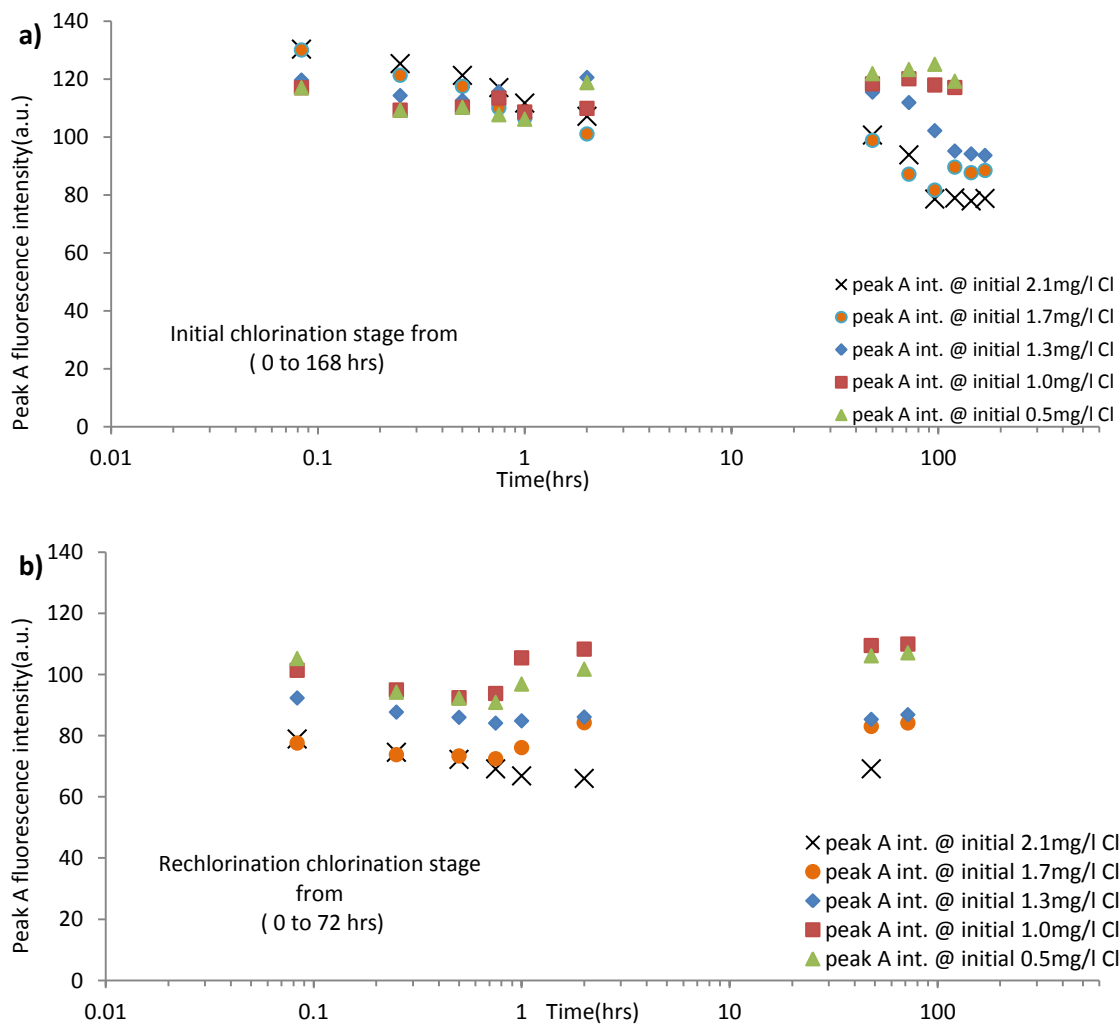 a)
140
120
100
80
60
40
20
0
Peak A fluorescence intensity(a.u.)
Initial chlorination stage from
( 0 to 168 hrs)
peak A int. @ initial 2.1mg/l Cl
peak A int. @ initial 1.7mg/l Cl
peak A int. @ initial 1.3mg/l Cl
peak A int. @ initial 1.0mg/l Cl
peak A int. @ initial 0.5mg/l Cl
0.01 0.1 1 10 100
Time(hrs)
b)
140
120
100
80
60
40
20
0
Peak A fluorescence intensity(a.u.)
Rechlorination chlorination stage
from
( 0 to 72 hrs)
peak A int. @ initial 2.1mg/l Cl
peak A int. @ initial 1.7mg/l Cl
peak A int. @ initial 1.3mg/l Cl
peak A int. @ initial 1.0mg/l Cl
peak A int. @ initial 0.5mg/l Cl
0.01 0.1 1 Time(hrs) 10 100